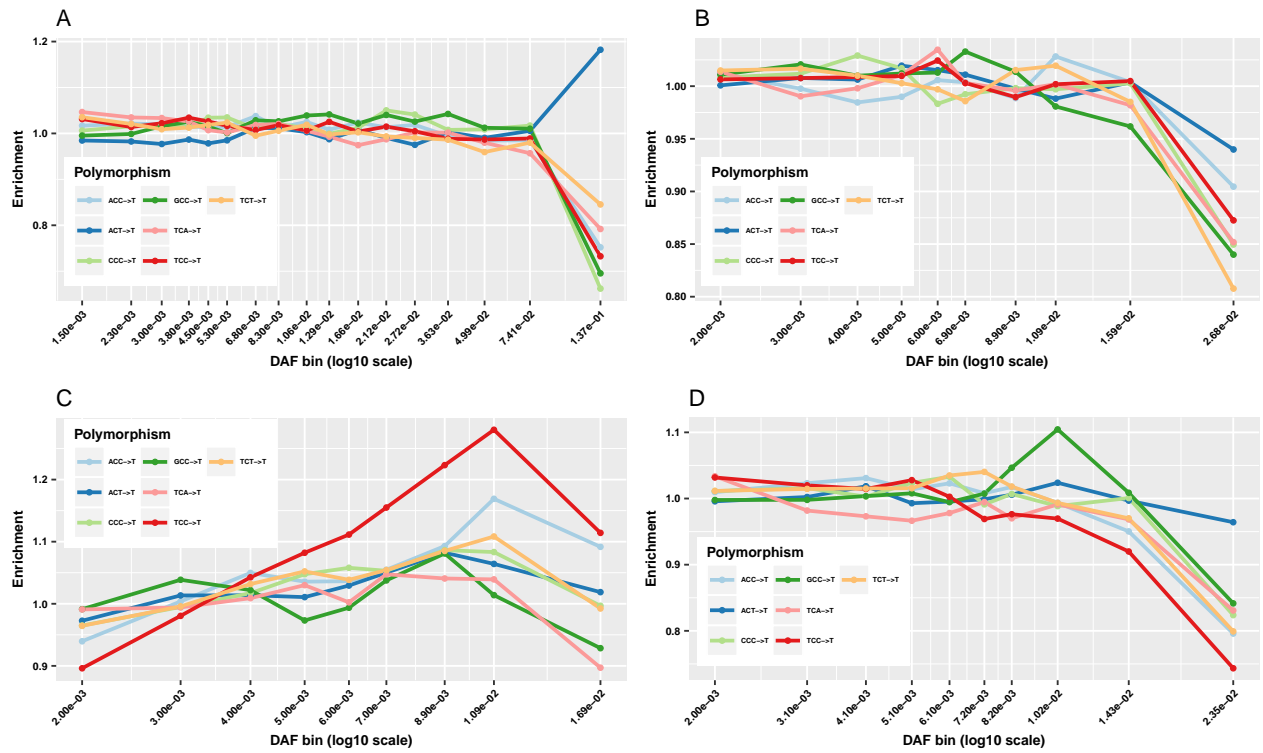 A
Enrichment
1.2
1.0
0.8
Polymorphism
ACC−>T GCC−>T TCT−>T
ACT−>T TCA−>T
CCC−>T TCC−>T
1.50e−03 2.30e−03 3.00e−03 3.80e−03 4.50e−03 5.30e−03 6.80e−03 8.30e−03 1.06e−02 1.29e−02 1.66e−02 2.12e−02 2.72e−02 3.63e−02 4.99e−02 7.41e−02 1.37e−01
DAF bin (log10 scale)
B
Enrichment
1.00
0.95
0.90
0.85
0.80
Polymorphism
ACC−>T GCC−>T TCT−>T
ACT−>T TCA−>T
CCC−>T TCC−>T
2.00e−03 3.00e−03 4.00e−03 5.00e−03 6.00e−03 6.90e−03 8.90e−03 1.09e−02 1.59e−02 2.68e−02
DAF bin (log10 scale)
C
Enrichment
1.2
1.1
1.0
0.9
Polymorphism
ACC−>T GCC−>T TCT−>T
ACT−>T TCA−>T
CCC−>T TCC−>T
2.00e−03 3.00e−03 4.00e−03 5.00e−03 6.00e−03 7.00e−03 8.90e−03 1.09e−02 1.69e−02
DAF bin (log10 scale)
D
Enrichment
1.1
1.0
0.9
0.8
Polymorphism
ACC−>T GCC−>T TCT−>T
ACT−>T TCA−>T
CCC−>T TCC−>T
2.00e−03 3.10e−03 4.10e−03 5.10e−03 6.10e−03 7.20e−03 8.20e−03 1.02e−02 1.43e−02 2.35e−02
DAF bin (log10 scale)